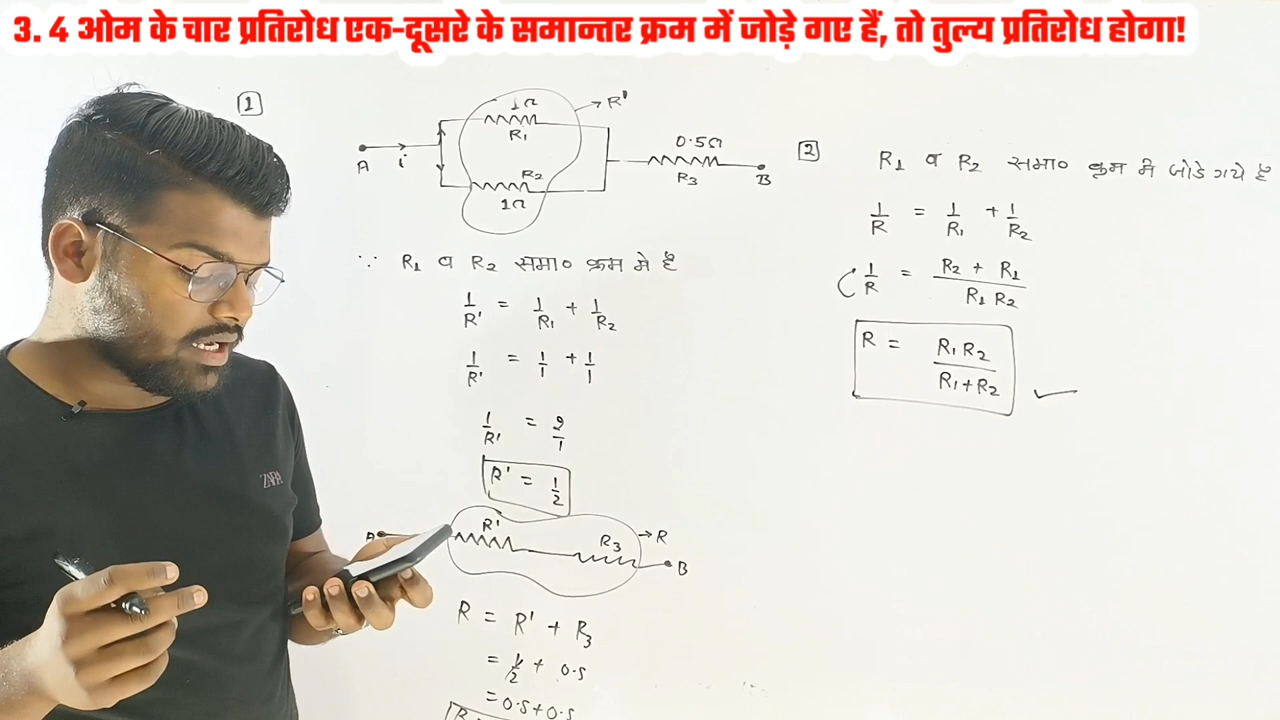 3. 4 ओम के चार प्रतिरोध एक-दूसरे के समान्तर क्रम में जोड़े गए हैं, तो तुल्य प्रतिरोध होगा!
1
1Ω
R'
R1
A
i
R2
1Ω
0.5Ω
R3
B
∵ R1 व R2 समा० क्रम मे है
1/R' = 1/R1 + 1/R2
1/R' = 1/1 + 1/1
1/R' = 2/1
R' = 1/2
A
R'
R3
R
B
R = R' + R3
= 1/2 + 0.5
= 0.5 + 0.5
2
R1 व R2 समा० क्रम मे जोडे गये है
1/R = 1/R1 + 1/R2
1/R = R2 + R1 / R1 R2
R = R1 R2 / R1 + R2
ZARA